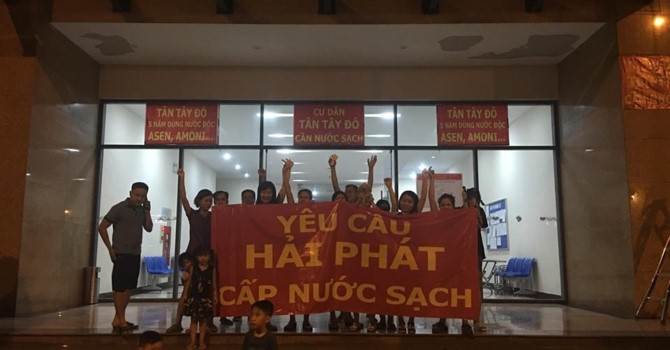 TÂN TÂY ĐÔ
5 NĂM DÙNG NƯỚC ĐỘC
ASEN, AMONI...
CƯ DÂN
TÂN TÂY ĐÔ
CẦN NƯỚC SẠCH
TÂN TÂY ĐÔ
5 NĂM DÙNG NƯỚC ĐỘC
ASEN, AMONI...
YÊU CẦU
HẢI PHÁT
CẤP NƯỚC SẠCH